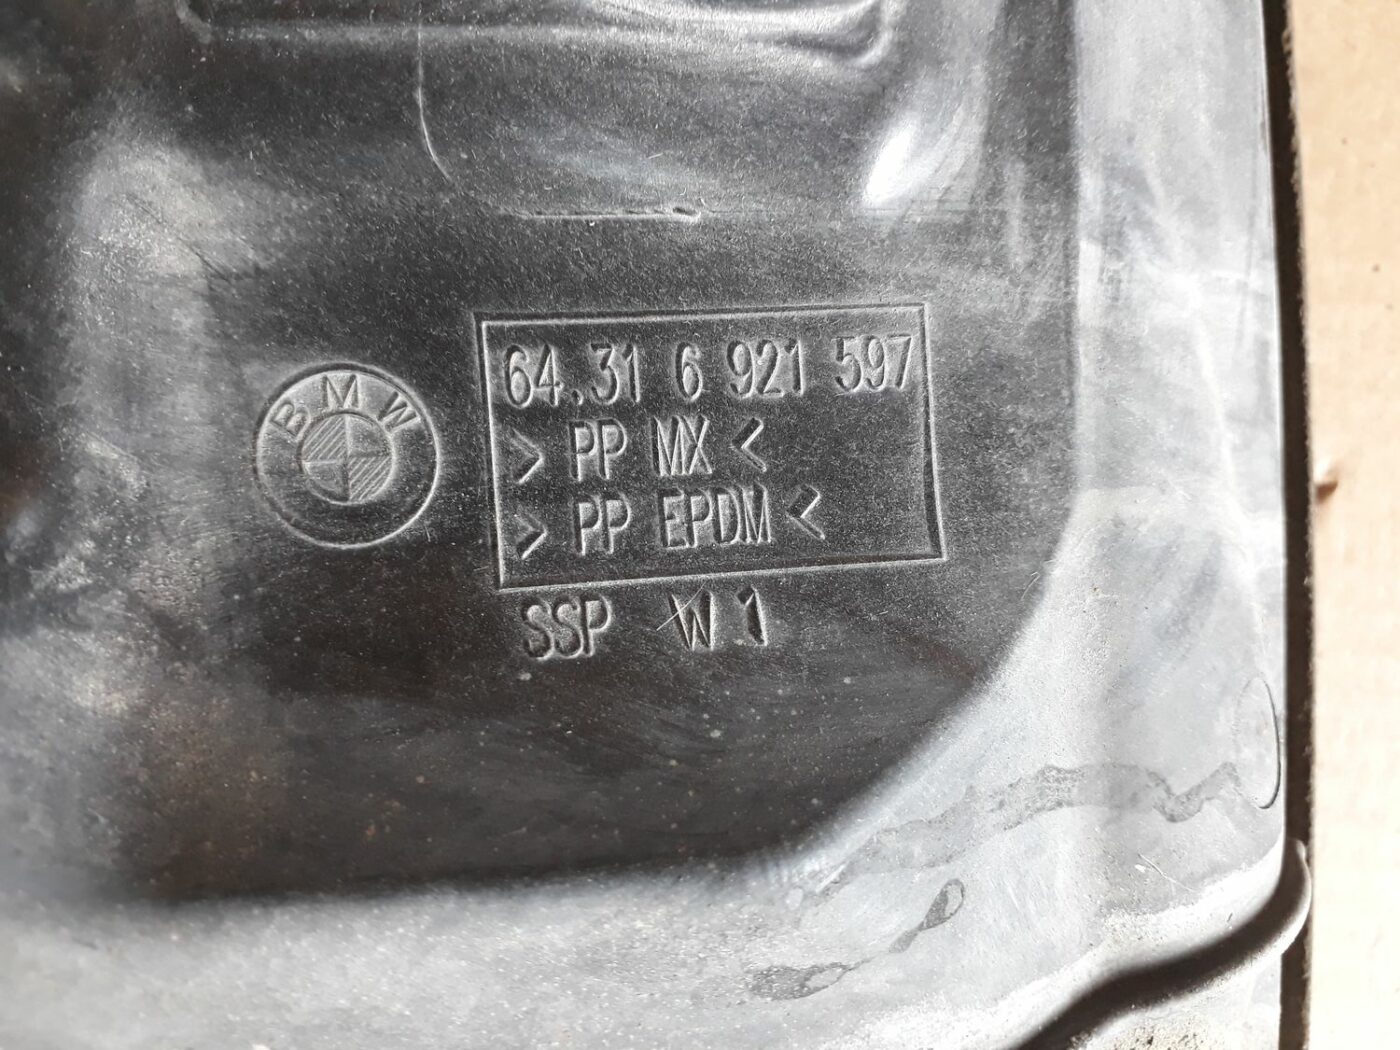 BMW
64.31 6 921 597
> PP MX <
> PP EPDM <
SSP W 1